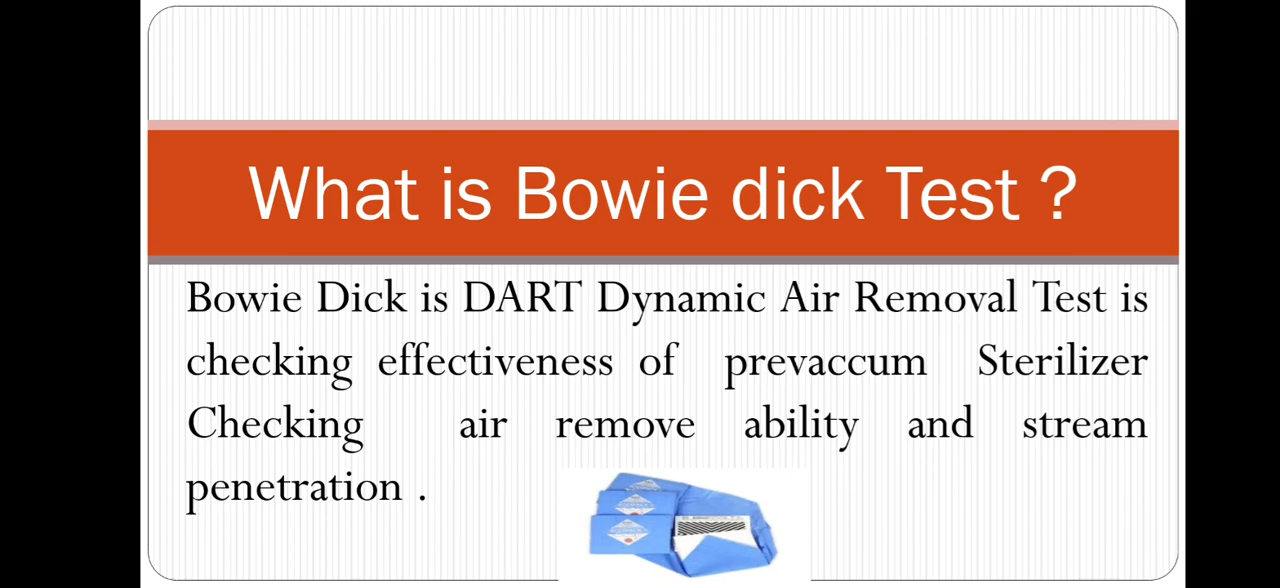 What is Bowie dick Test ?
Bowie Dick is DART Dynamic Air Removal Test is
checking effectiveness of prevaccum Sterilizer
Checking air remove ability and stream
penetration .